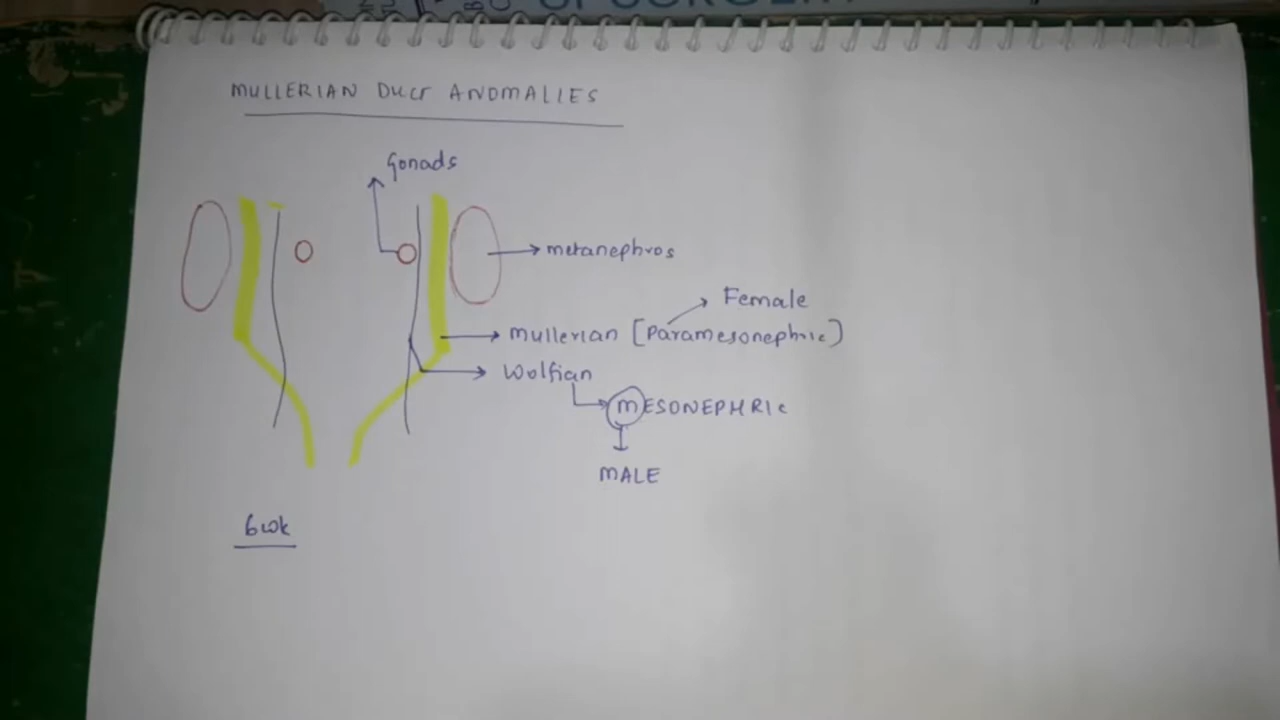 MULLERIAN DUCT ANOMALIES
Gonads
metanephros
Female
mullerian [Paramesonephric]
Wolfian
MESONEPHRIC
MALE
6wk